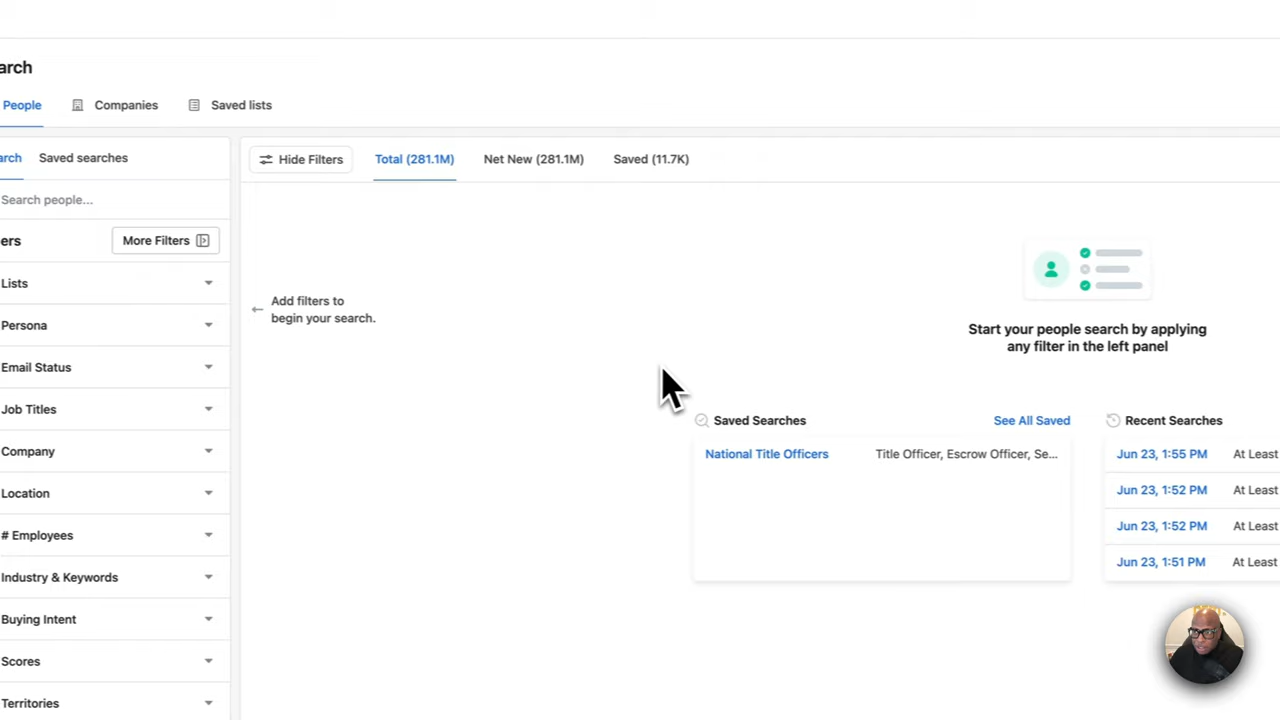 arch
People
Companies
Saved lists
arch
Saved searches
Hide Filters
Total (281.1M)
Net New (281.1M)
Saved (11.7K)
Search people...
ers
More Filters
Lists
Persona
Email Status
Job Titles
Company
Location
# Employees
Industry & Keywords
Buying Intent
Scores
Territories
Add filters to
begin your search.
Start your people search by applying
any filter in the left panel
Saved Searches
See All Saved
National Title Officers
Title Officer, Escrow Officer, Se...
Recent Searches
Jun 23, 1:55 PM
At Least
Jun 23, 1:52 PM
At Least
Jun 23, 1:52 PM
At Least
Jun 23, 1:51 PM
At Least